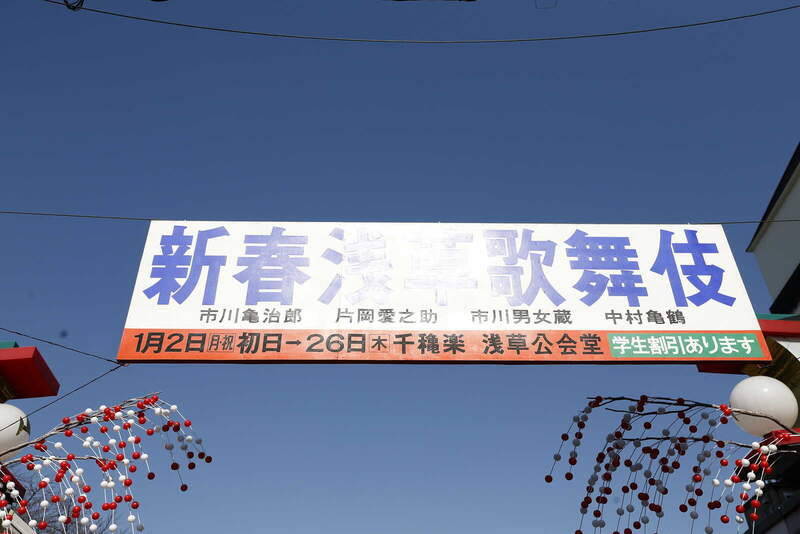 新春浅草歌舞伎
市川亀治郎 片岡愛之助 市川男女蔵 中村亀鶴
1月2日月祝初日→26日木千穐楽 浅草公会堂 学生割引あります